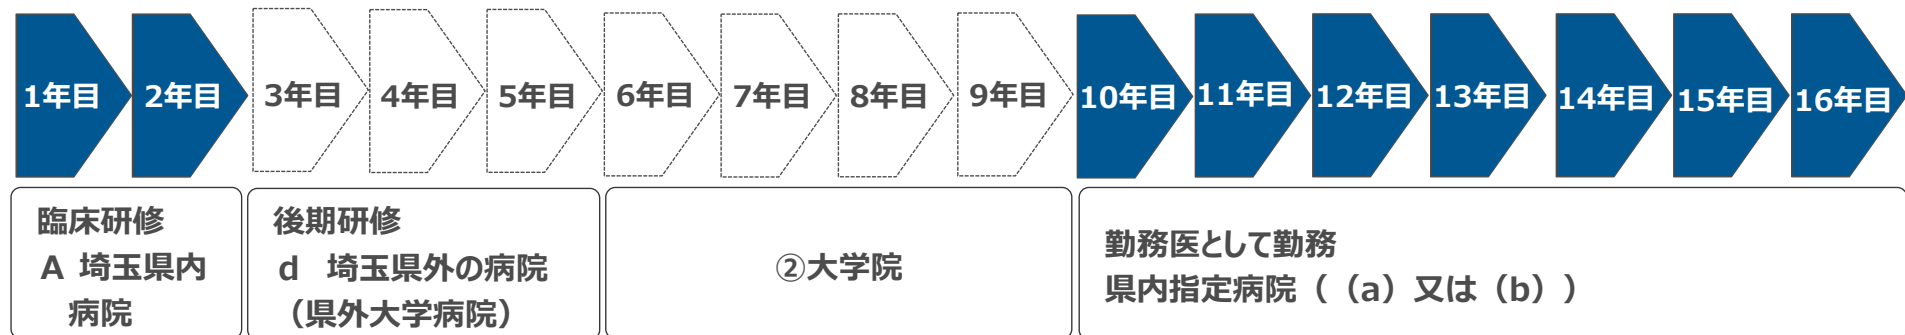 1年目
2年目
3年目
4年目
5年目
6年目
7年目
8年目
9年目
10年目
11年目
12年目
13年目
14年目
15年目
16年目
臨床研修
A 埼玉県内
病院
後期研修
d 埼玉県外の病院
（県外大学病院）
②大学院
勤務医として勤務
県内指定病院（（a）又は（b））